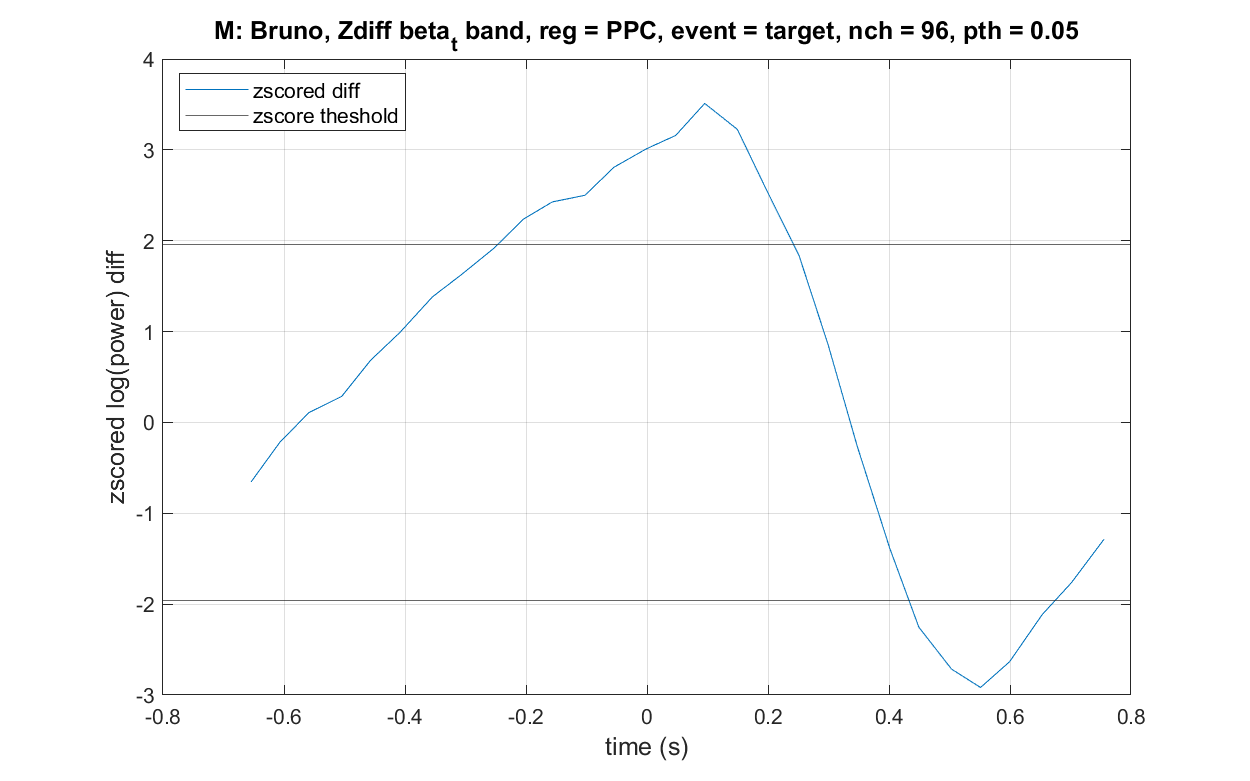 M: Bruno, Zdiff beta_t band, reg = PPC, event = target, nch = 96, pth = 0.05
zscored diff
zscore theshold
zscored log(power) diff
4
3
2
1
0
-1
-2
-3
-0.8 -0.6 -0.4 -0.2 0 0.2 0.4 0.6 0.8
time (s)